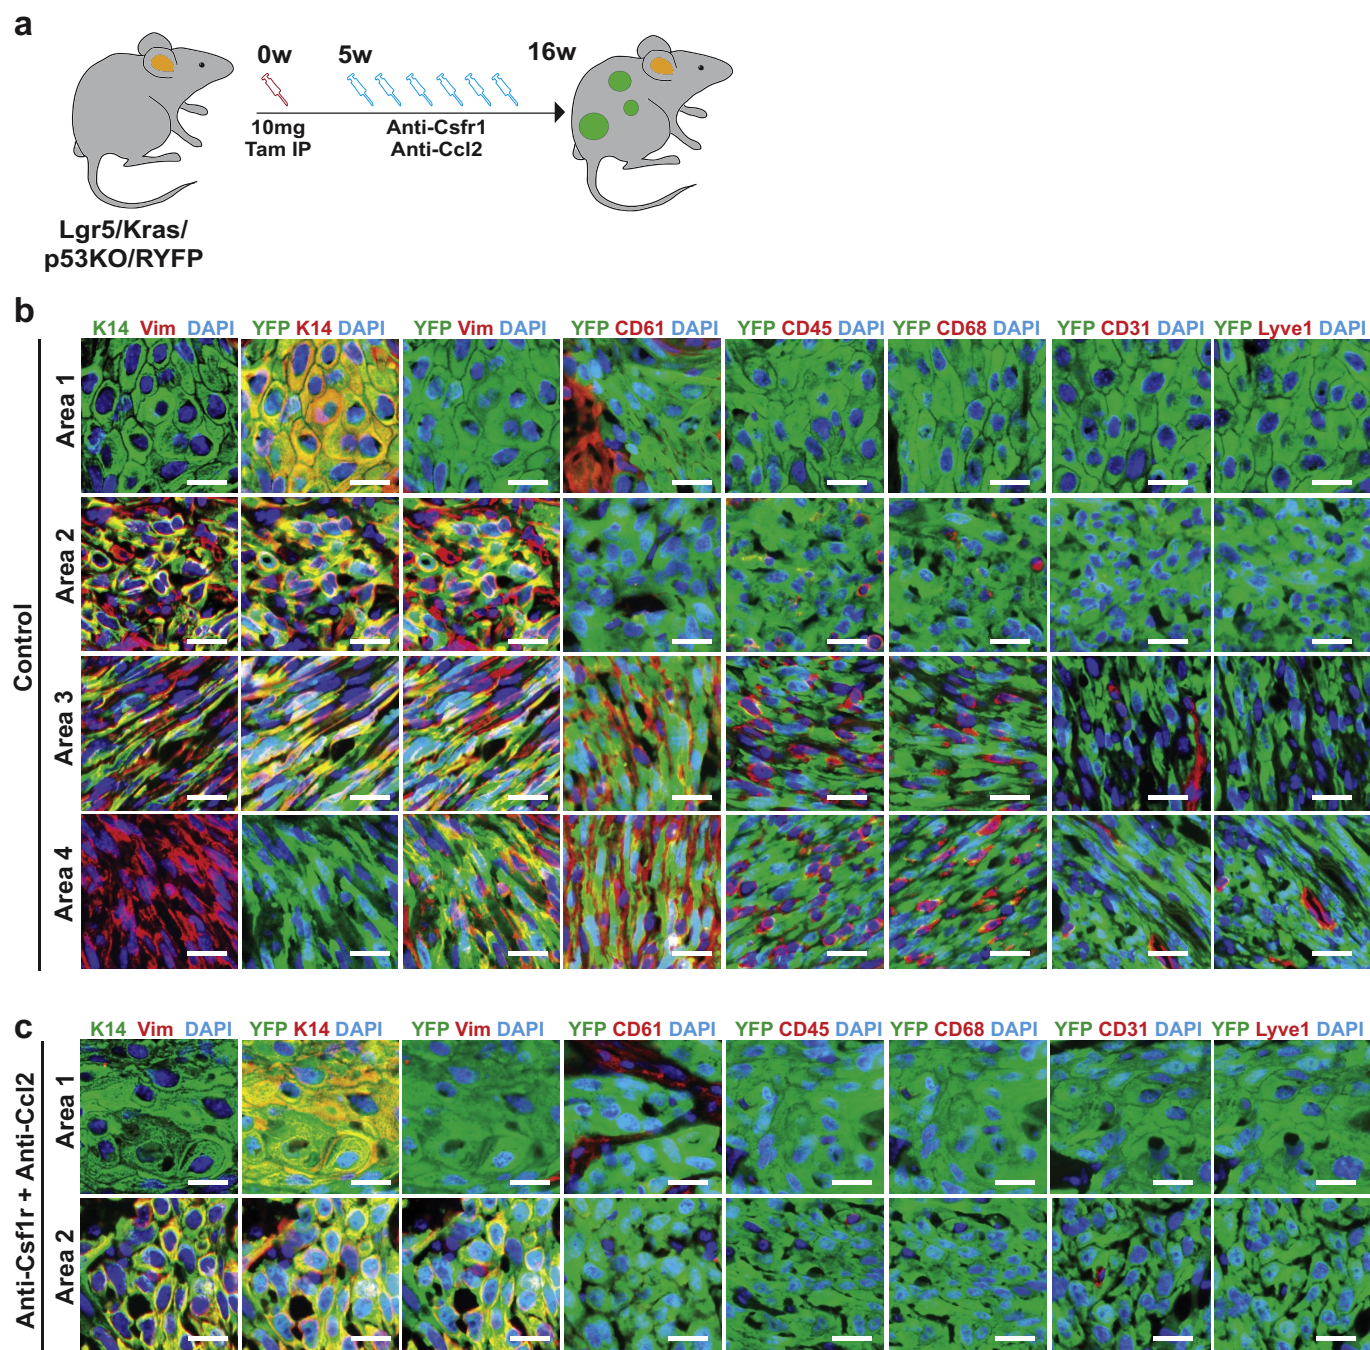 a
0w 5w 16w
10mg Anti-Csfr1
Tam IP Anti-Ccl2
Lgr5/Kras/
p53KO/RYFP
b
K14 Vim DAPI YFP K14 DAPI YFP Vim DAPI YFP CD61 DAPI YFP CD45 DAPI YFP CD68 DAPI YFP CD31 DAPI YFP Lyve1 DAPI
Control
Area 1
Area 2
Area 3
Area 4
c
K14 Vim DAPI YFP K14 DAPI YFP Vim DAPI YFP CD61 DAPI YFP CD45 DAPI YFP CD68 DAPI YFP CD31 DAPI YFP Lyve1 DAPI
Anti-Csf1r + Anti-Ccl2
Area 1
Area 2